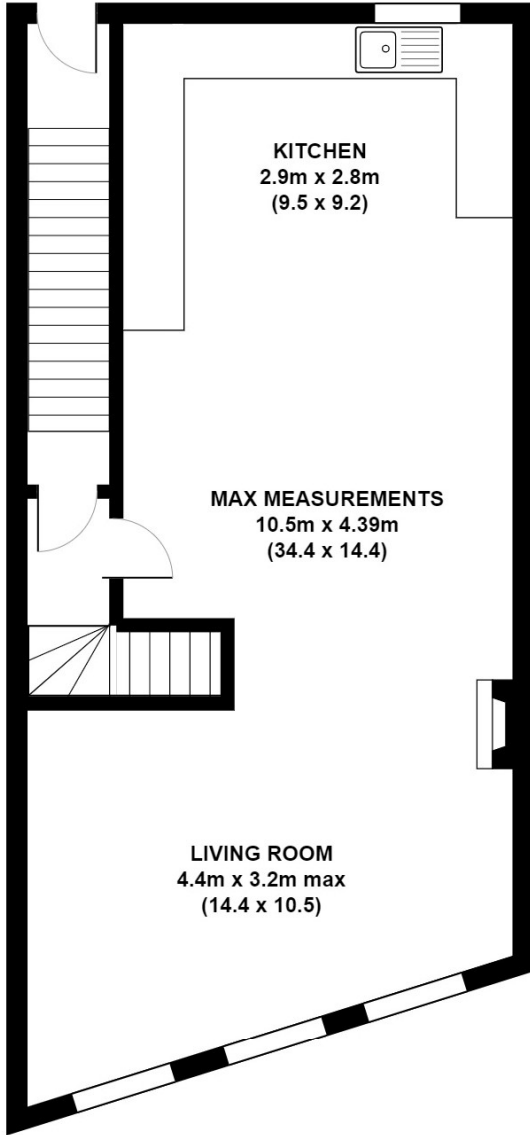 KITCHEN
2.9m x 2.8m
(9.5 x 9.2)
MAX MEASUREMENTS
10.5m x 4.39m
(34.4 x 14.4)
LIVING ROOM
4.4m x 3.2m max
(14.4 x 10.5)